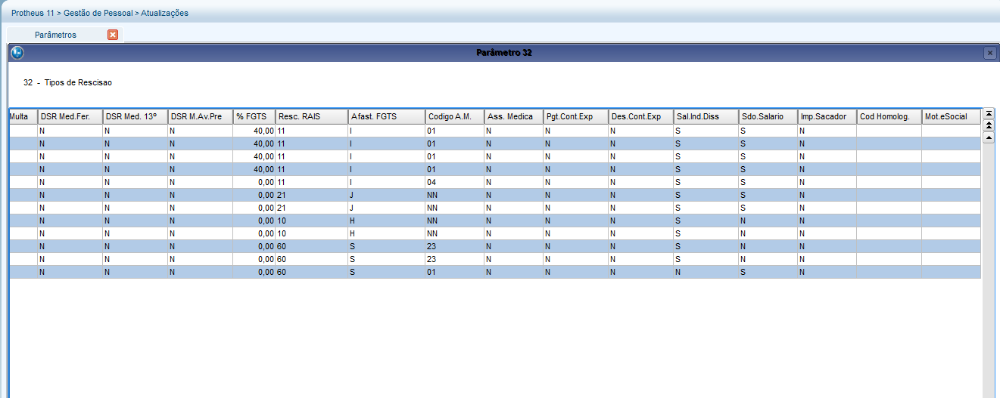 Protheus 11 > Gestão de Pessoal > Atualizações
Parâmetros
Parâmetro 32
32 - Tipos de Rescisao
Multa DSR Med.Fer. DSR Med. 13º DSR M.Av.Pre % FGTS Resc. RAIS Afast. FGTS Codigo A.M. Ass. Medica Pgt.Cont.Exp Des.Cont.Exp Sal.Ind.Diss Sdo.Salario Imp.Sacador Cod Homolog. Mot.eSocial
N N N 40,00 11 I 01 N N N S S N
N N N 40,00 11 I 01 N N N S S N
N N N 40,00 11 I 01 N N N S S N
N N N 40,00 11 I 01 N N N S S N
N N N 0,00 11 I 04 N N N S S N
N N N 0,00 21 J NN N N N S S N
N N N 0,00 21 J NN N N N S S N
N N N 0,00 10 H NN N N N S N N
N N N 0,00 10 H NN N N N S N N
N N N 0,00 60 S 23 N N N S S N
N N N 0,00 60 S 23 N N N S N N
N N N 0,00 60 S 01 N N N N S N